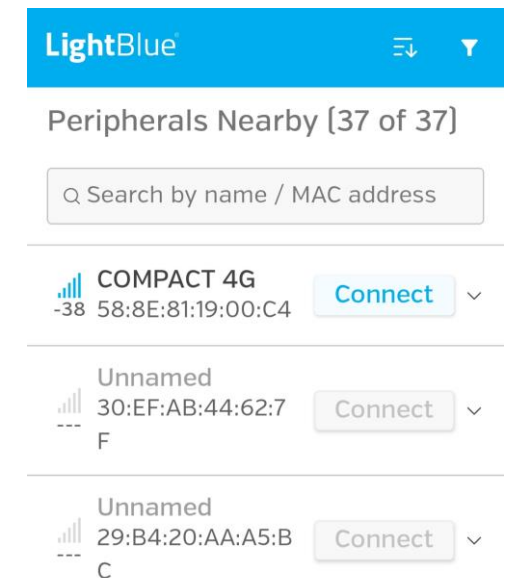 LightBlue
Peripherals Nearby (37 of 37)
Search by name / MAC address
COMPACT 4G
-38 58:8E:81:19:00:C4 Connect
Unnamed
30:EF:AB:44:62:7 Connect
---
F
Unnamed
29:B4:20:AA:A5:B Connect
---
C